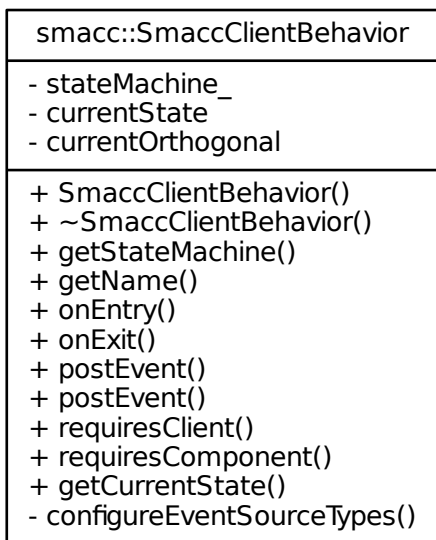 smacc::SmaccClientBehavior
- stateMachine_
- currentState
- currentOrthogonal
+ SmaccClientBehavior()
+ ~SmaccClientBehavior()
+ getStateMachine()
+ getName()
+ onEntry()
+ onExit()
+ postEvent()
+ postEvent()
+ requiresClient()
+ requiresComponent()
+ getCurrentState()
- configureEventSourceTypes()